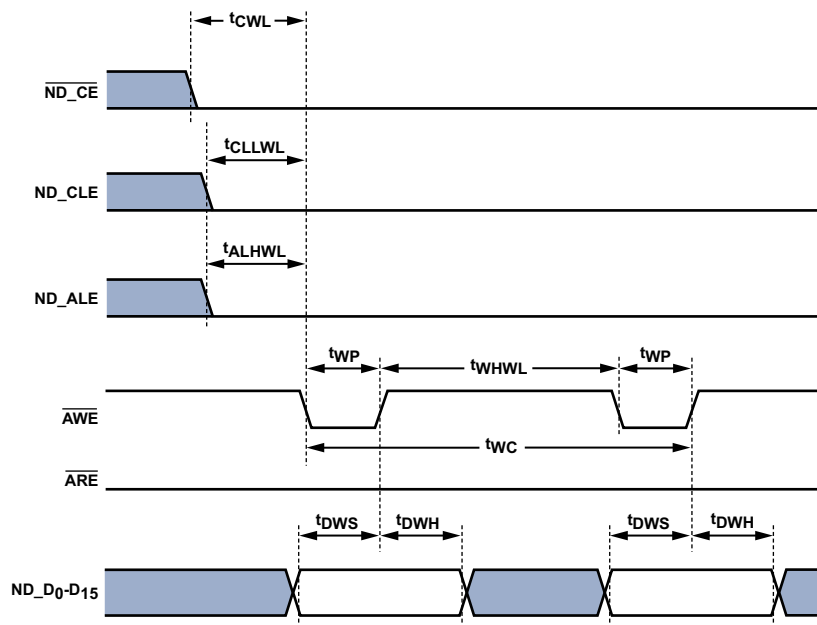 tCWL
ND_CE
tCLLWL
ND_CLE
tALHWL
ND_ALE
tWP tWHWL tWP
AWE
tWC
ARE
tDWS tDWH tDWS tDWH
ND_D0-D15